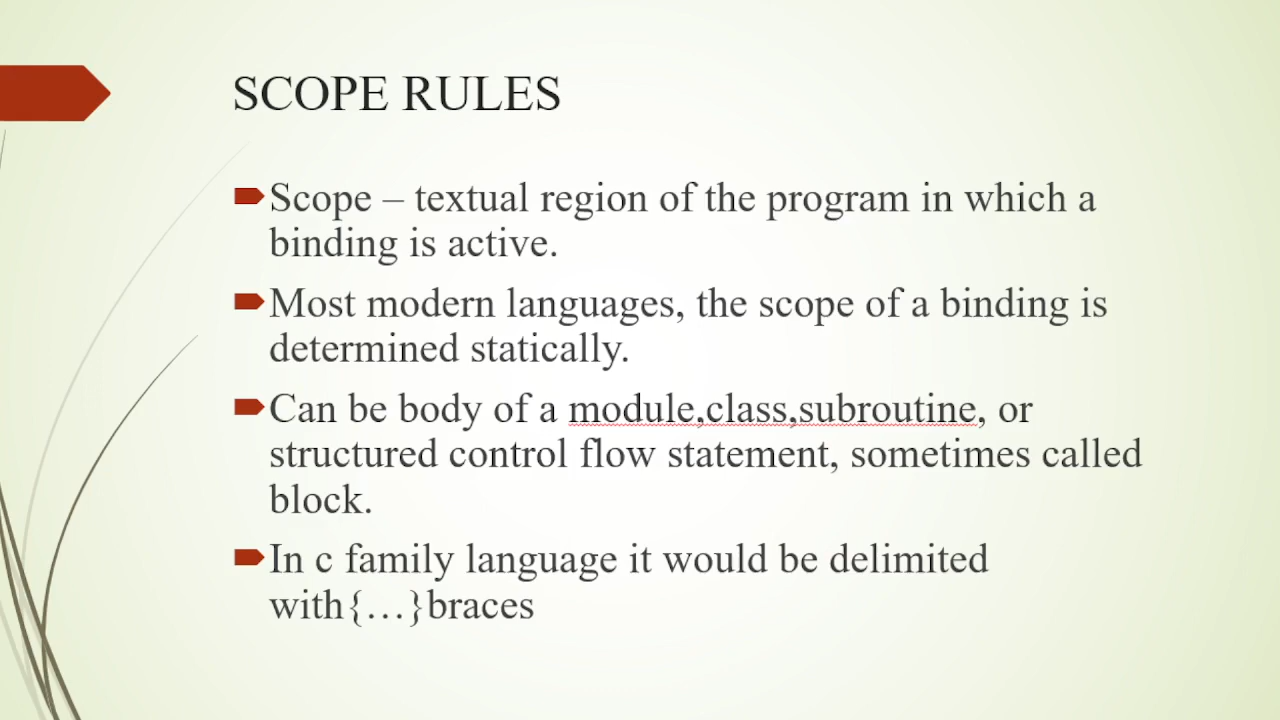 SCOPE RULES
Scope – textual region of the program in which a
binding is active.
Most modern languages, the scope of a binding is
determined statically.
Can be body of a module,class,subroutine, or
structured control flow statement, sometimes called
block.
In c family language it would be delimited
with{…}braces